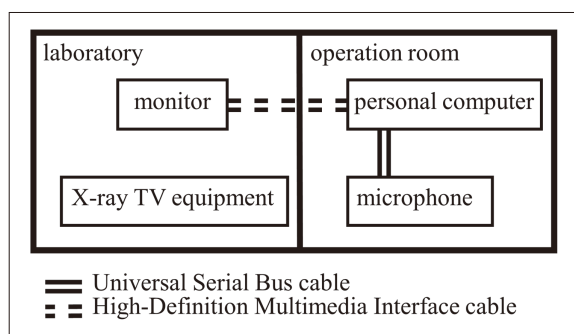 laboratory
operation room
monitor
personal computer
X-ray TV equipment
microphone
Universal Serial Bus cable
High-Definition Multimedia Interface cable